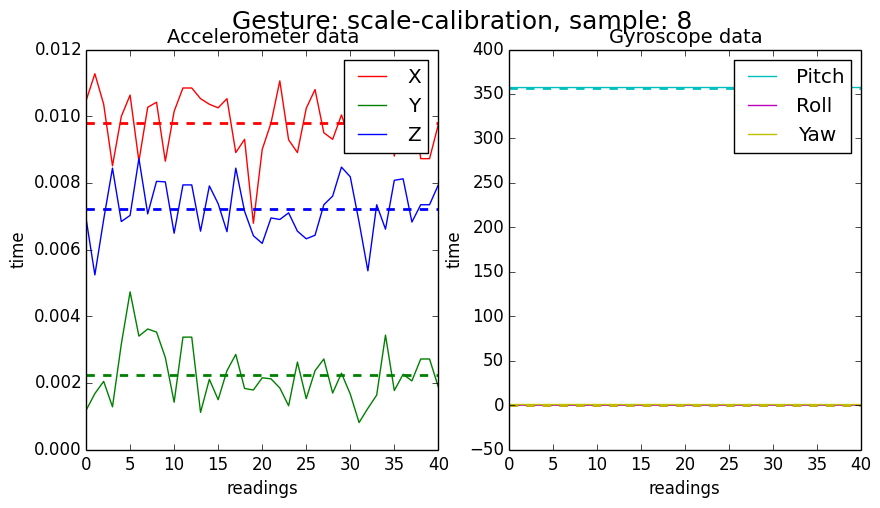 Gesture: scale-calibration, sample: 8
Accelerometer data
0.012
0.010
0.008
0.006
0.004
0.002
0.000
time
0 5 10 15 20 25 30 35 40
readings
X
Y
Z
Gyroscope data
400
350
300
250
200
150
100
50
0
−50
time
0 5 10 15 20 25 30 35 40
readings
Pitch
Roll
Yaw